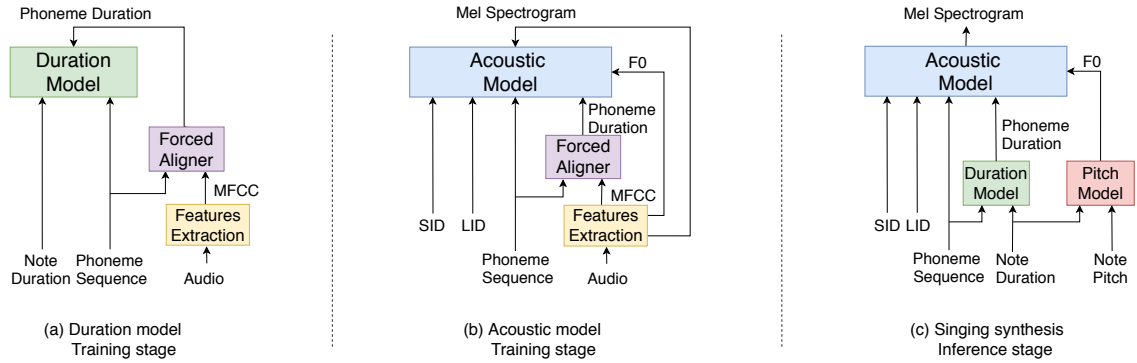 Phoneme Duration
Duration
Model
Forced
Aligner
MFCC
Features
Extraction
Note
Duration
Phoneme
Sequence
Audio
(a) Duration model
Training stage
Mel Spectrogram
Acoustic
Model
F0
Phoneme
Duration
Forced
Aligner
MFCC
Features
Extraction
SID
LID
Phoneme
Sequence
Audio
(b) Acoustic model
Training stage
Mel Spectrogram
Acoustic
Model
F0
Phoneme
Duration
Duration
Model
Pitch
Model
SID
LID
Phoneme
Sequence
Note
Duration
Note
Pitch
(c) Singing synthesis
Inference stage